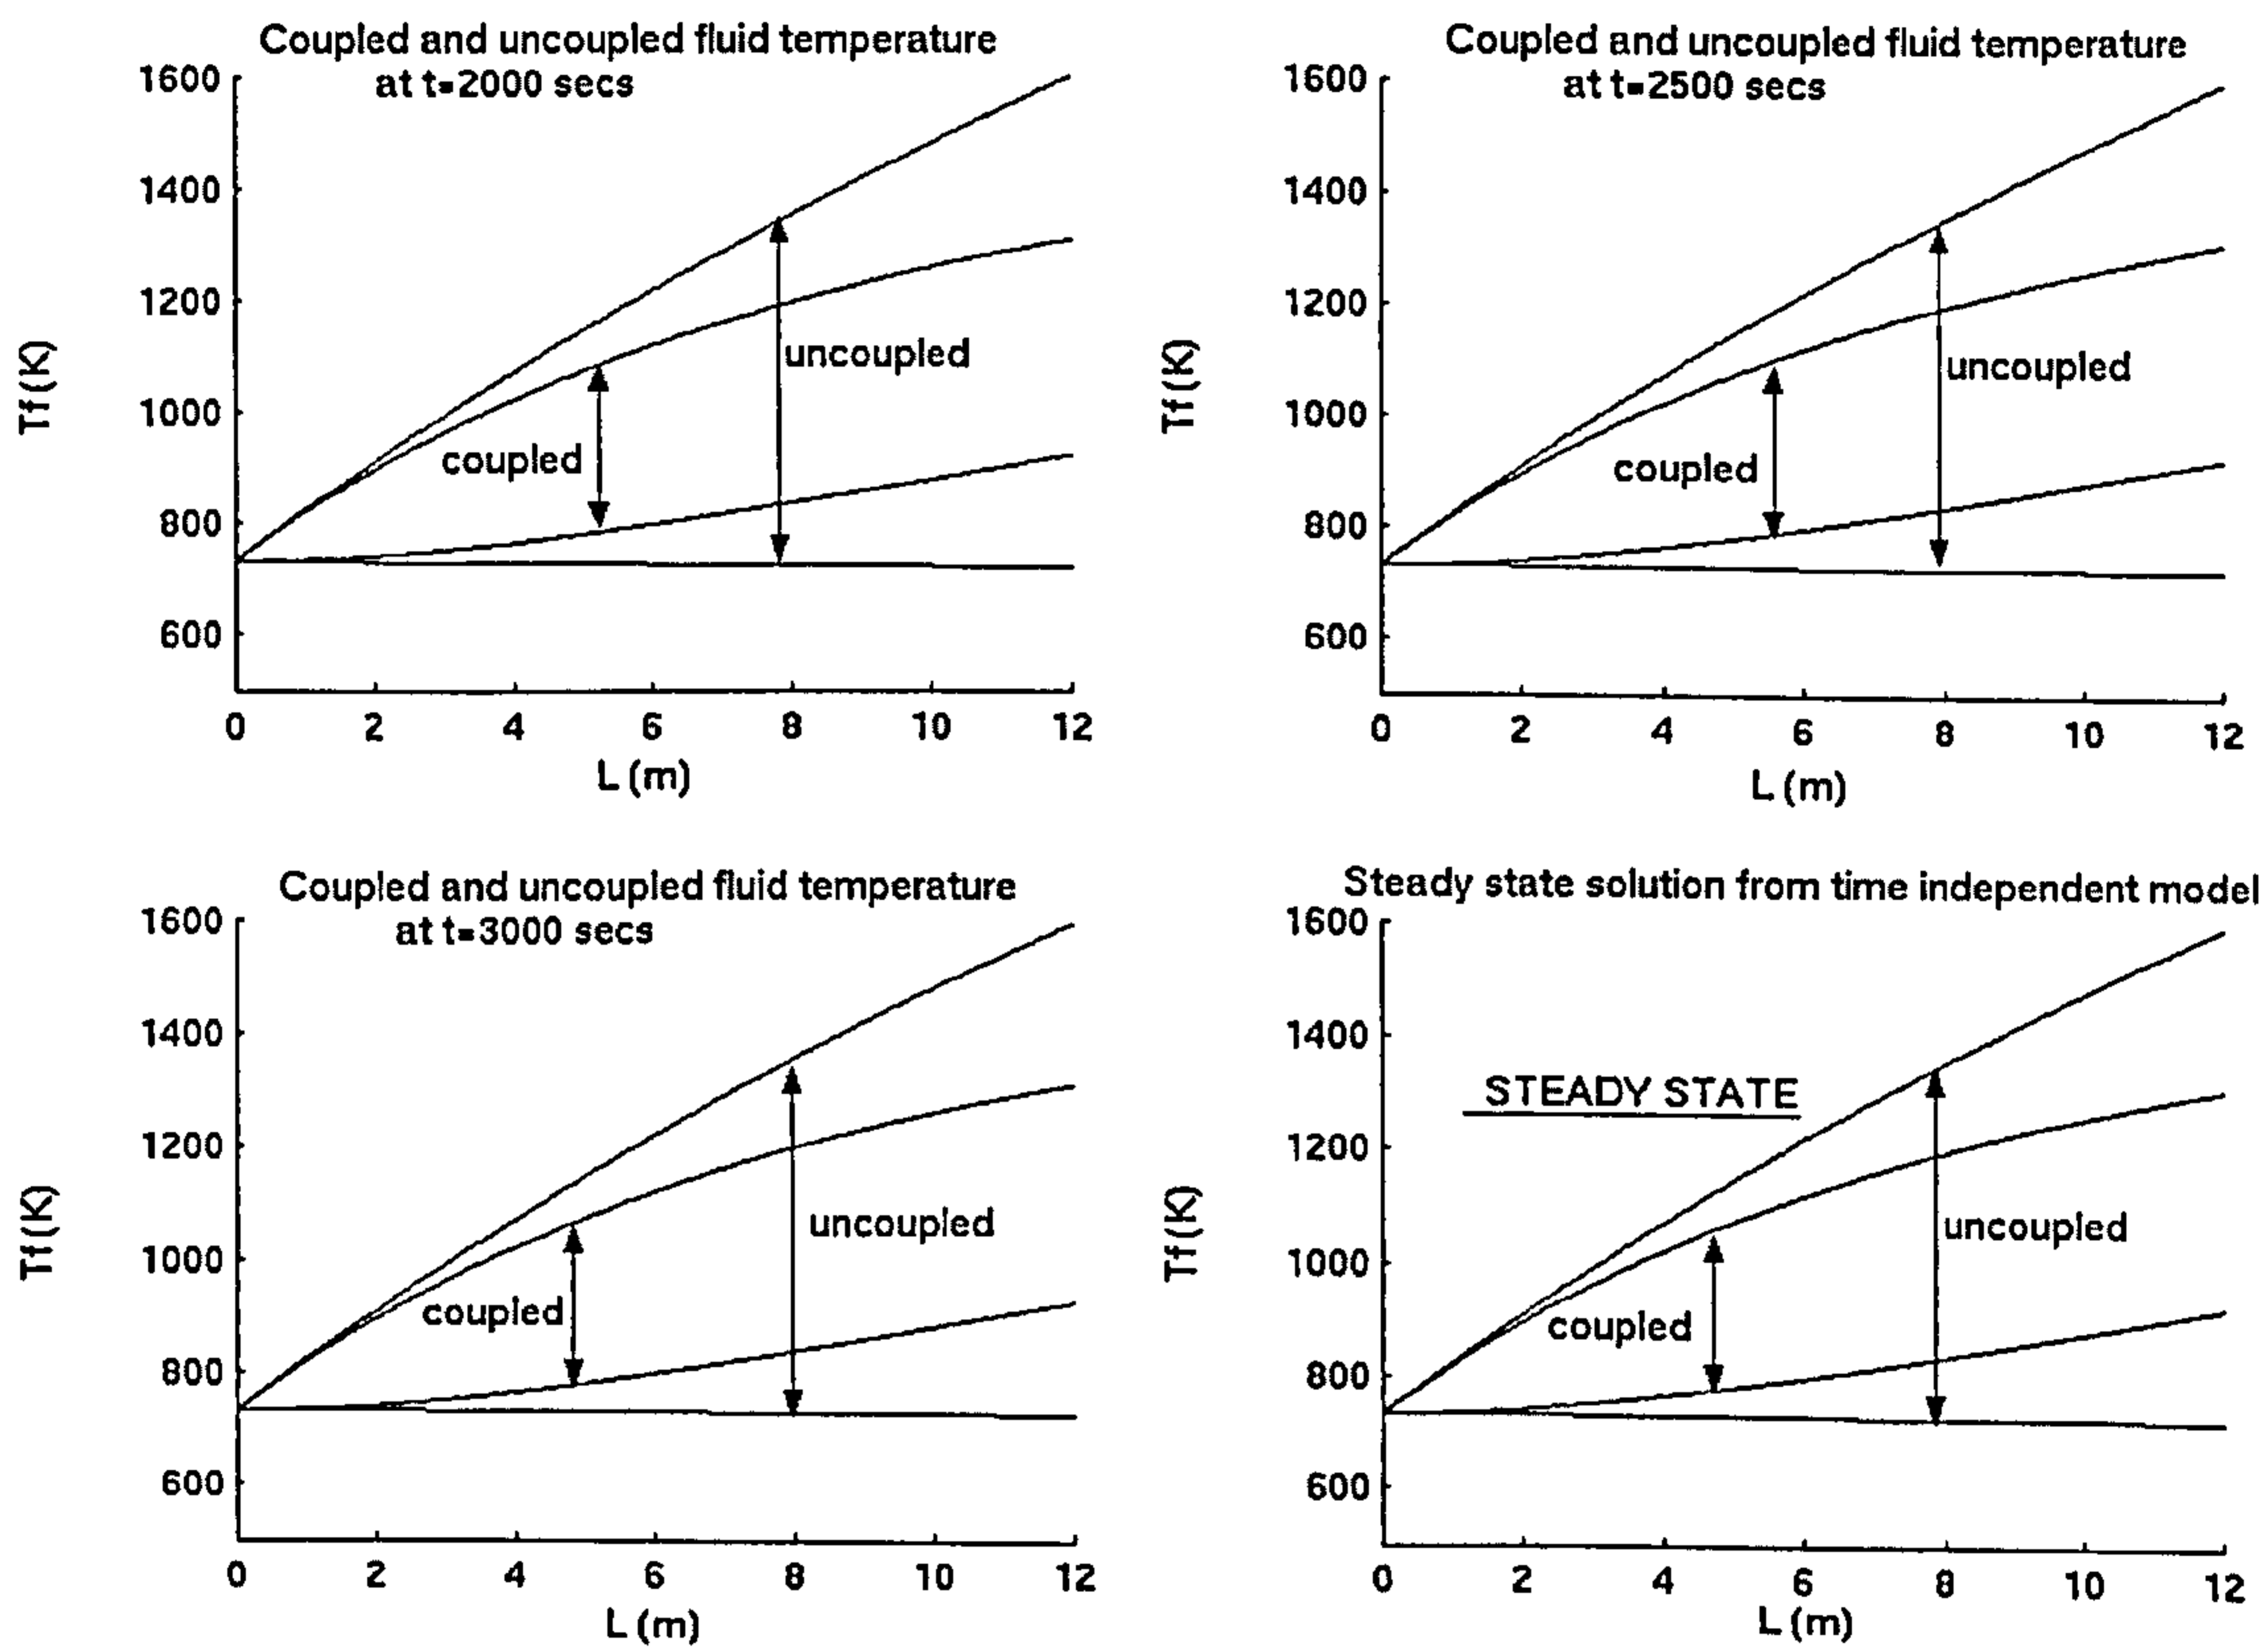 Coupled and uncoupled fluid temperature
at t=2000 secs
1600
1400
1200
1000
800
600
Tf(K)
uncoupled
coupled
0 2 4 6 8 10 12
L (m)
Coupled and uncoupled fluid temperature
at t=2500 secs
1600
1400
1200
1000
800
600
Tf(K)
uncoupled
coupled
0 2 4 6 8 10 12
L (m)
Coupled and uncoupled fluid temperature
at t=3000 secs
1600
1400
1200
1000
800
600
Tf(K)
uncoupled
coupled
0 2 4 6 8 10 12
L (m)
Steady state solution from time independent model
1600
1400
1200
1000
800
600
Tf(K)
STEADY STATE
uncoupled
coupled
0 2 4 6 8 10 12
L (m)